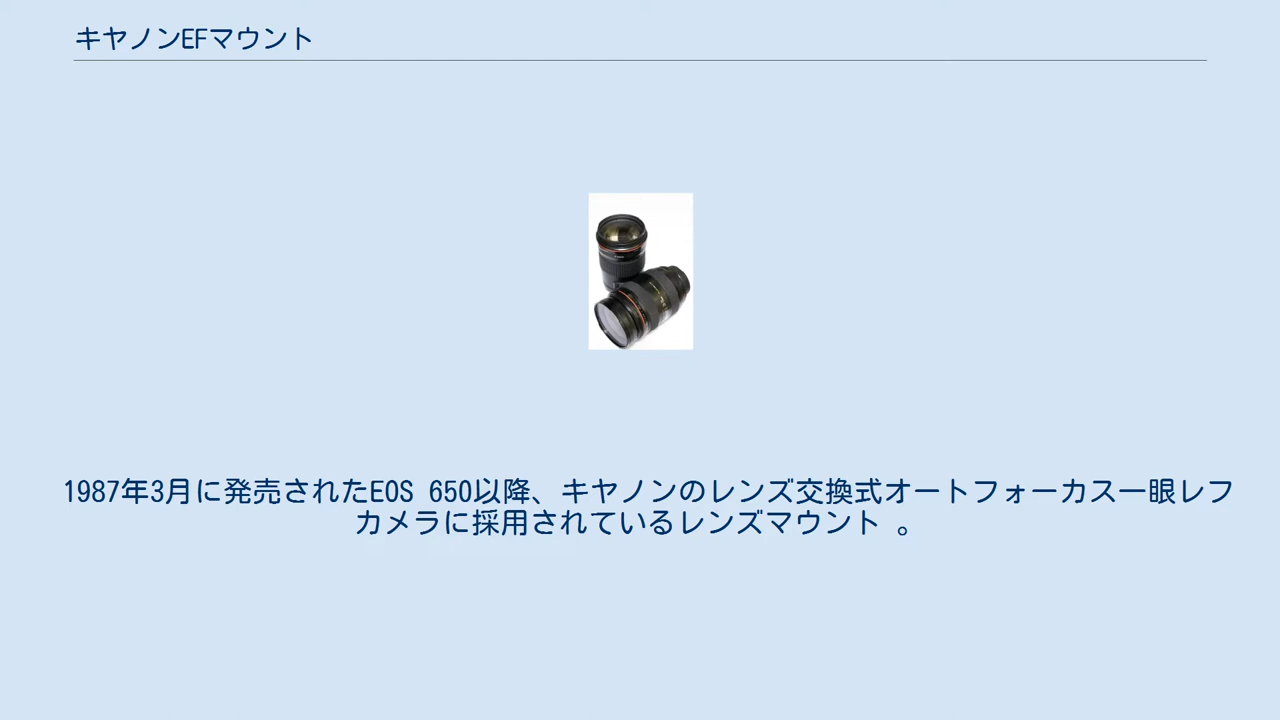 キヤノンEFマウント
1987年3月に発売されたEOS 650以降、キヤノンのレンズ交換式オートフォーカス一眼レフ
カメラに採用されているレンズマウント 。